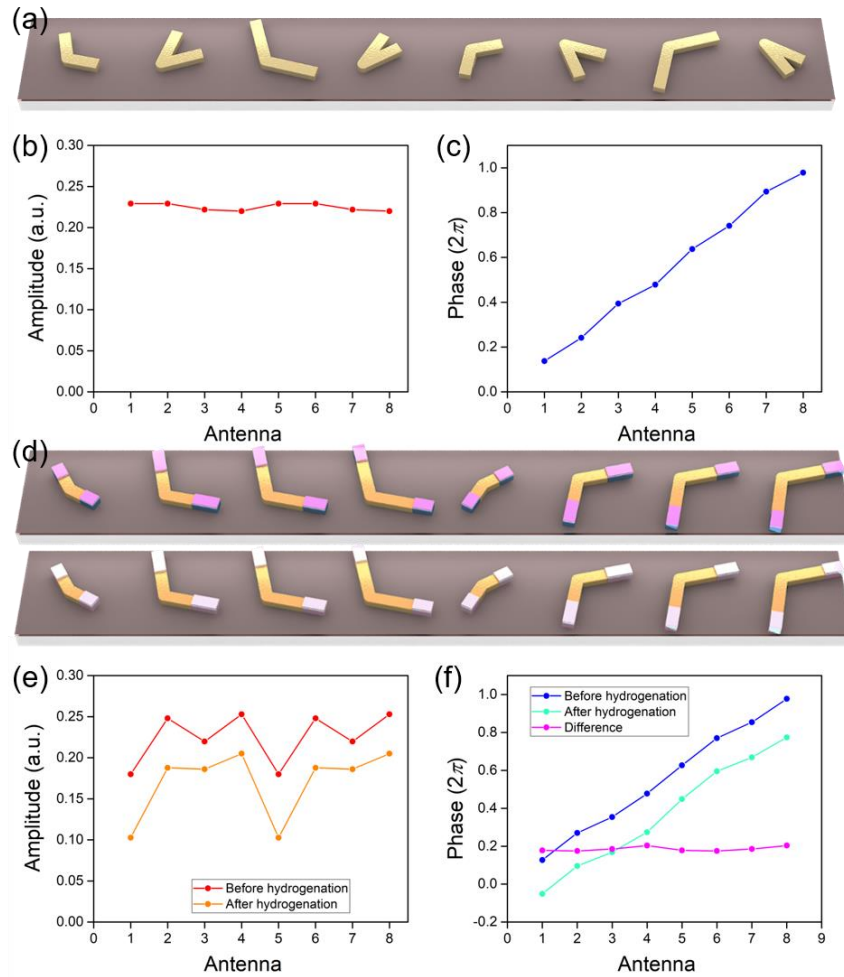 (a)
(b)
0.30
0.25
0.20
0.15
0.10
0.05
0.00
Amplitude (a.u.)
0 1 2 3 4 5 6 7 8
Antenna
(c)
1.0
0.8
0.6
0.4
0.2
0.0
Phase (2π)
0 1 2 3 4 5 6 7 8
Antenna
(d)
(e)
0.30
0.25
0.20
0.15
0.10
0.05
0.00
Amplitude (a.u.)
Before hydrogenation
After hydrogenation
0 1 2 3 4 5 6 7 8
Antenna
(f)
1.0
0.8
0.6
0.4
0.2
0.0
-0.2
Phase (2π)
Before hydrogenation
After hydrogenation
Difference
0 1 2 3 4 5 6 7 8 9
Antenna